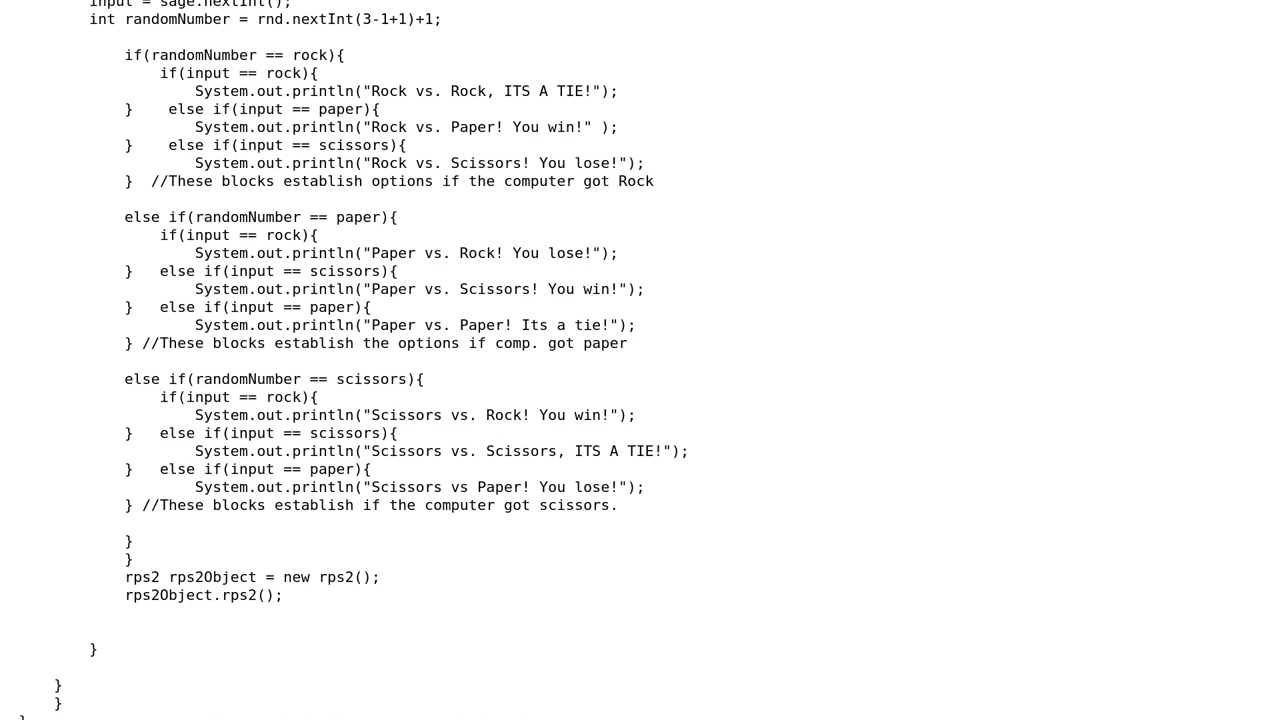 input = sage.nextInt();
int randomNumber = rnd.nextInt(3-1+1)+1;
if(randomNumber == rock){
if(input == rock){
System.out.println("Rock vs. Rock, ITS A TIE!");
}    else if(input == paper){
System.out.println("Rock vs. Paper! You win!" );
}    else if(input == scissors){
System.out.println("Rock vs. Scissors! You lose!");
}  //These blocks establish options if the computer got Rock
else if(randomNumber == paper){
if(input == rock){
System.out.println("Paper vs. Rock! You lose!");
}   else if(input == scissors){
System.out.println("Paper vs. Scissors! You win!");
}   else if(input == paper){
System.out.println("Paper vs. Paper! Its a tie!");
} //These blocks establish the options if comp. got paper
else if(randomNumber == scissors){
if(input == rock){
System.out.println("Scissors vs. Rock! You win!");
}   else if(input == scissors){
System.out.println("Scissors vs. Scissors, ITS A TIE!");
}   else if(input == paper){
System.out.println("Scissors vs Paper! You lose!");
} //These blocks establish if the computer got scissors.
}
}
rps2 rps2Object = new rps2();
rps2Object.rps2();
}
}
}
}